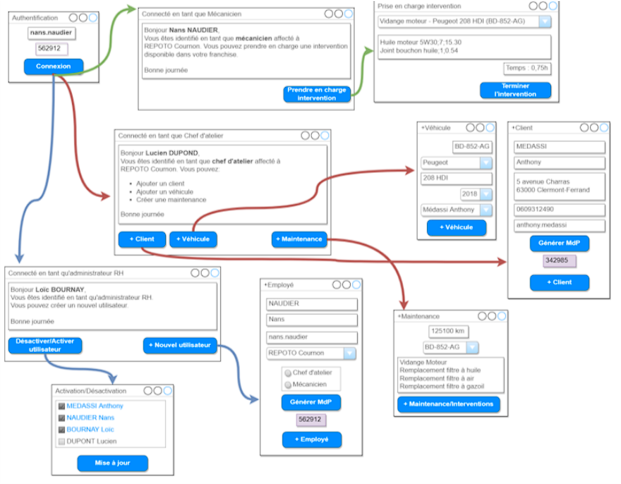 Authentification
nans.naudier
562912
Connexion
Connecté en tant que Mécanicien
Bonjour Nans NAUDIER,
Vous êtes identifié en tant que mécanicien affecté à
REPOTO Cournon. Vous pouvez prendre en charge une intervention
disponible dans votre franchise.
Bonne journée
Prendre en charge
intervention
Prise en charge intervention
Vidange moteur - Peugeot 208 HDI (BD-852-AG)
Huile moteur 5W30;7;15.30
Joint bouchon huile;1;0.54
Temps : 0,75h
Terminer
l'intervention
Connecté en tant que Chef d'atelier
Bonjour Lucien DUPOND,
Vous êtes identifié en tant que chef d'atelier affecté à
REPOTO Cournon. Vous pouvez
• Ajouter un client
• Ajouter un véhicule
• Créer une maintenance
Bonne journée
+ Client
+ Véhicule
+ Maintenance
+Véhicule
BD-852-AG
Peugeot
208 HDI
2018
Médassi Anthony
+ Véhicule
+Client
MEDASSI
Anthony
5 avenue Charras
63000 Clermont-Ferrand
0609312490
anthony.medassi
Générer MdP
342985
+ Client
Connecté en tant qu'administrateur RH
Bonjour Loïc BOURNAY,
Vous êtes identifié en tant qu'administrateur RH.
Vous pouvez créer un nouvel utilisateur.
Bonne journée
Désactiver/Activer
utilisateur
+ Nouvel utilisateur
+Employé
NAUDIER
Nans
nans.naudier
REPOTO Cournon
Chef d'atelier
Mécanicien
Générer MdP
562912
+ Employé
+Maintenance
125100 km
BD-852-AG
Vidange Moteur
Remplacement filtre à huile
Remplacement filtre à air
Remplacement filtre à gazoil
+ Maintenance/Interventions
Activation/Désactivation
MEDASSI Anthony
NAUDIER Nans
BOURNAY Loïc
DUPONT Lucien
Mise à jour